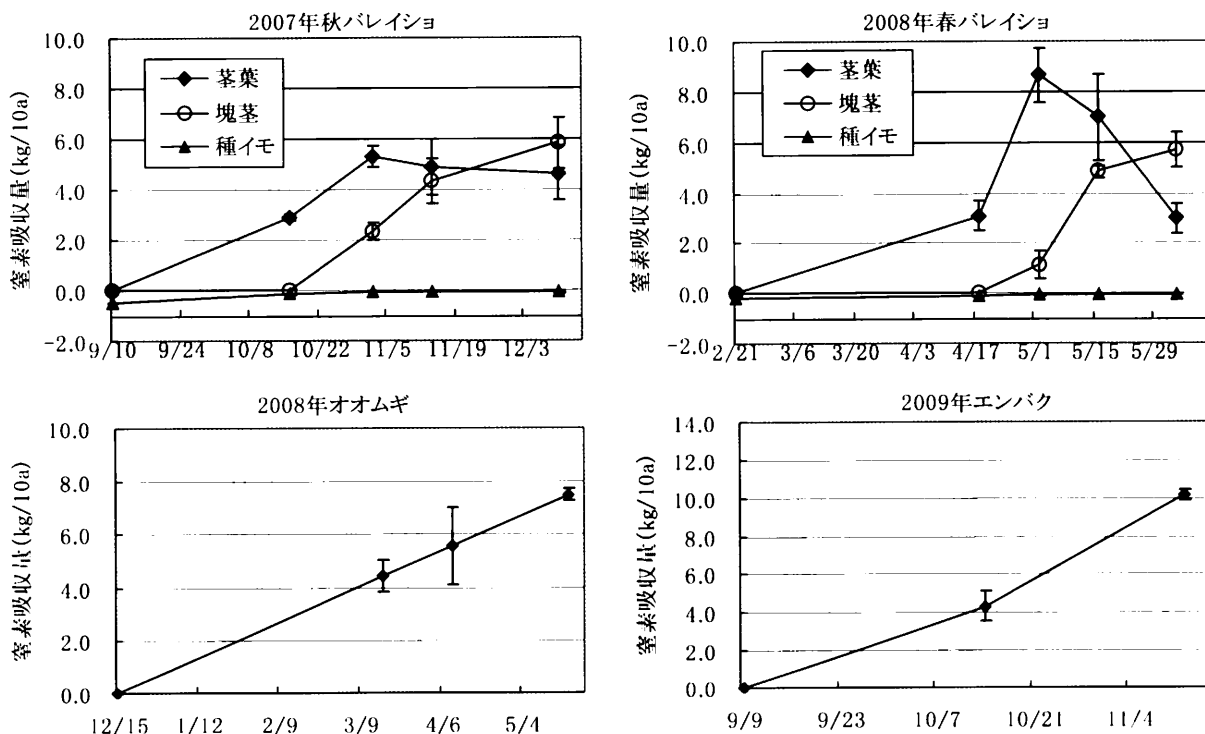 2007年秋バレイショ
10.0
8.0
6.0
4.0
2.0
0.0
-2.0
窒素吸収量(kg/10a)
茎葉
塊茎
種イモ
9/10 9/24 10/8 10/22 11/5 11/19 12/3
2008年春バレイショ
10.0
8.0
6.0
4.0
2.0
0.0
-2.0
窒素吸収量(kg/10a)
茎葉
塊茎
種イモ
2/21 3/6 3/20 4/3 4/17 5/1 5/15 5/29
2008年オオムギ
10.0
8.0
6.0
4.0
2.0
0.0
窒素吸収量(kg/10a)
12/15 1/12 2/9 3/9 4/6 5/4
2009年エンバク
14.0
12.0
10.0
8.0
6.0
4.0
2.0
0.0
窒素吸収量(kg/10a)
9/9 9/23 10/7 10/21 11/4